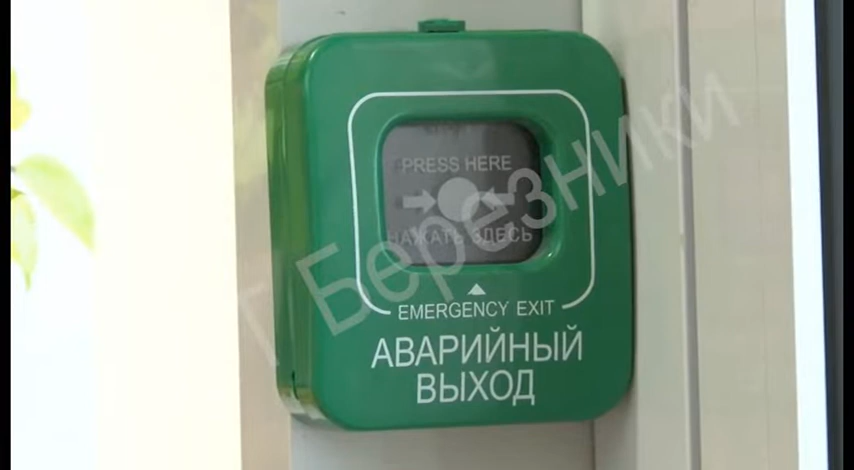 PRESS HERE
НАЖАТЬ ЗДЕСЬ
EMERGENCY EXIT
АВАРИЙНЫЙ
ВЫХОД
г Березники